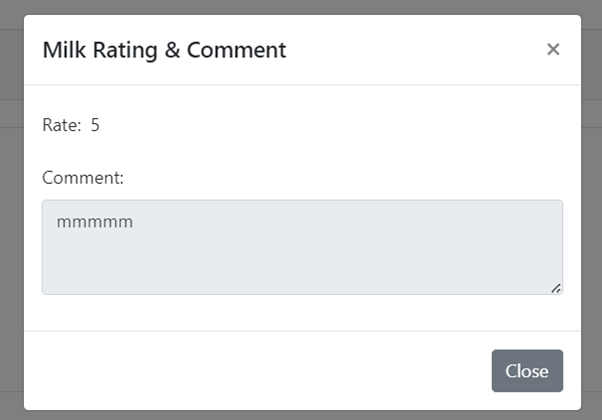 Milk Rating & Comment ×
Rate: 5
Comment:
mmmmm
Close